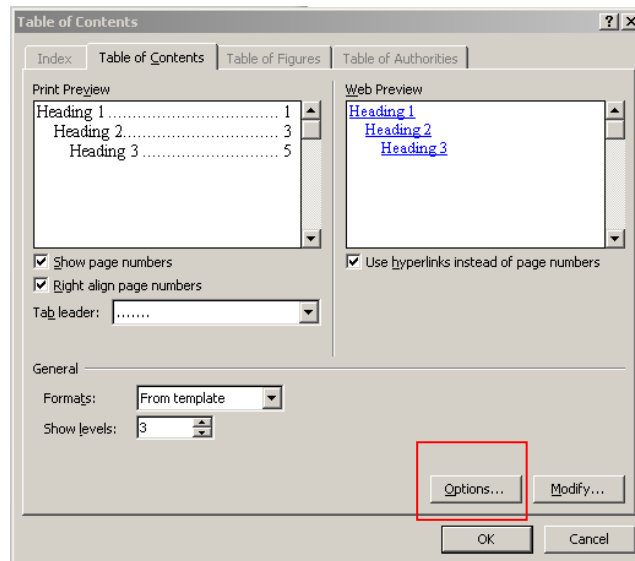 Table of Contents
Index Table of Contents Table of Figures Table of Authorities
Print Preview
Heading 1 ................................ 1
Heading 2................................ 3
Heading 3 ............................ 5
Web Preview
Heading 1
Heading 2
Heading 3
Show page numbers
Right align page numbers
Tab leader: .......
Use hyperlinks instead of page numbers
General
Formats: From template
Show levels: 3
Options... Modify...
OK Cancel